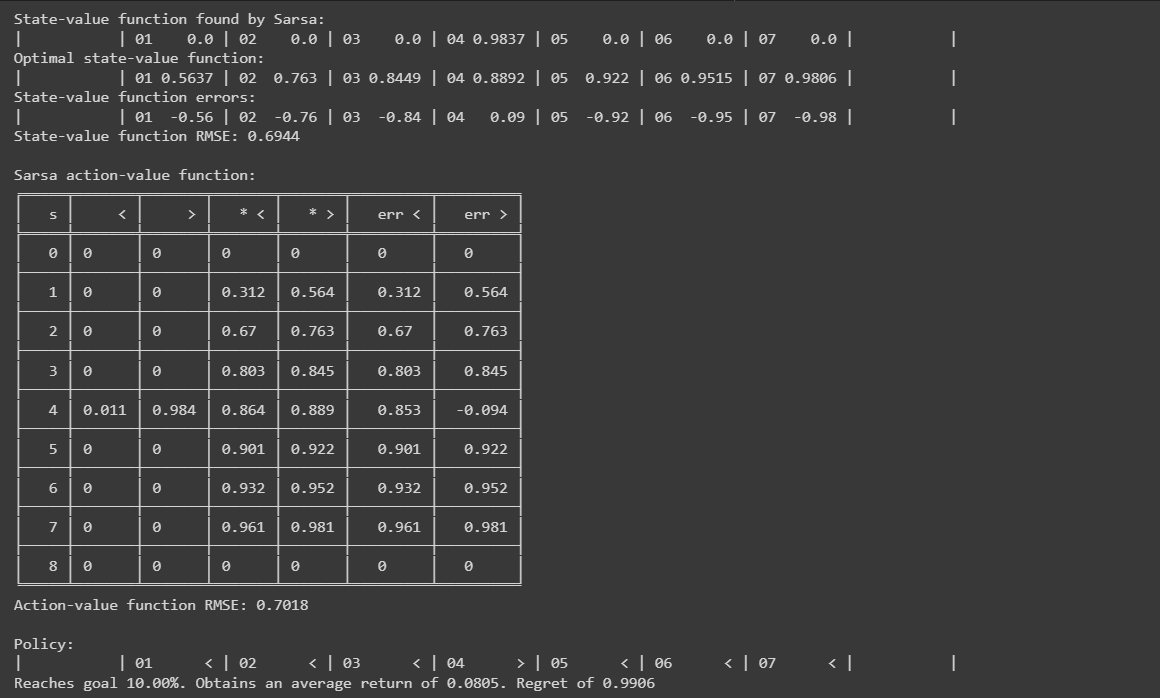 State-value function found by Sarsa:
|           | 01    0.0 | 02    0.0 | 03    0.0 | 04 0.9837 | 05    0.0 | 06    0.0 | 07    0.0 |           |
Optimal state-value function:
|           | 01 0.5637 | 02  0.763 | 03 0.8449 | 04 0.8892 | 05  0.922 | 06 0.9515 | 07 0.9806 |           |
State-value function errors:
|           | 01  -0.56 | 02  -0.76 | 03  -0.84 | 04   0.09 | 05  -0.92 | 06  -0.95 | 07  -0.98 |           |
State-value function RMSE: 0.6944
Sarsa action-value function:
s < > * < * > err < err >
0 0 0 0 0 0 0
1 0 0 0.312 0.564 0.312 0.564
2 0 0 0.67 0.763 0.67 0.763
3 0 0 0.803 0.845 0.803 0.845
4 0.011 0.984 0.864 0.889 0.853 -0.094
5 0 0 0.901 0.922 0.901 0.922
6 0 0 0.932 0.952 0.932 0.952
7 0 0 0.961 0.981 0.961 0.981
8 0 0 0 0 0 0
Action-value function RMSE: 0.7018
Policy:
|           | 01      < | 02      < | 03      < | 04      > | 05      < | 06      < | 07      < |           |
Reaches goal 10.00%. Obtains an average return of 0.0805. Regret of 0.9906